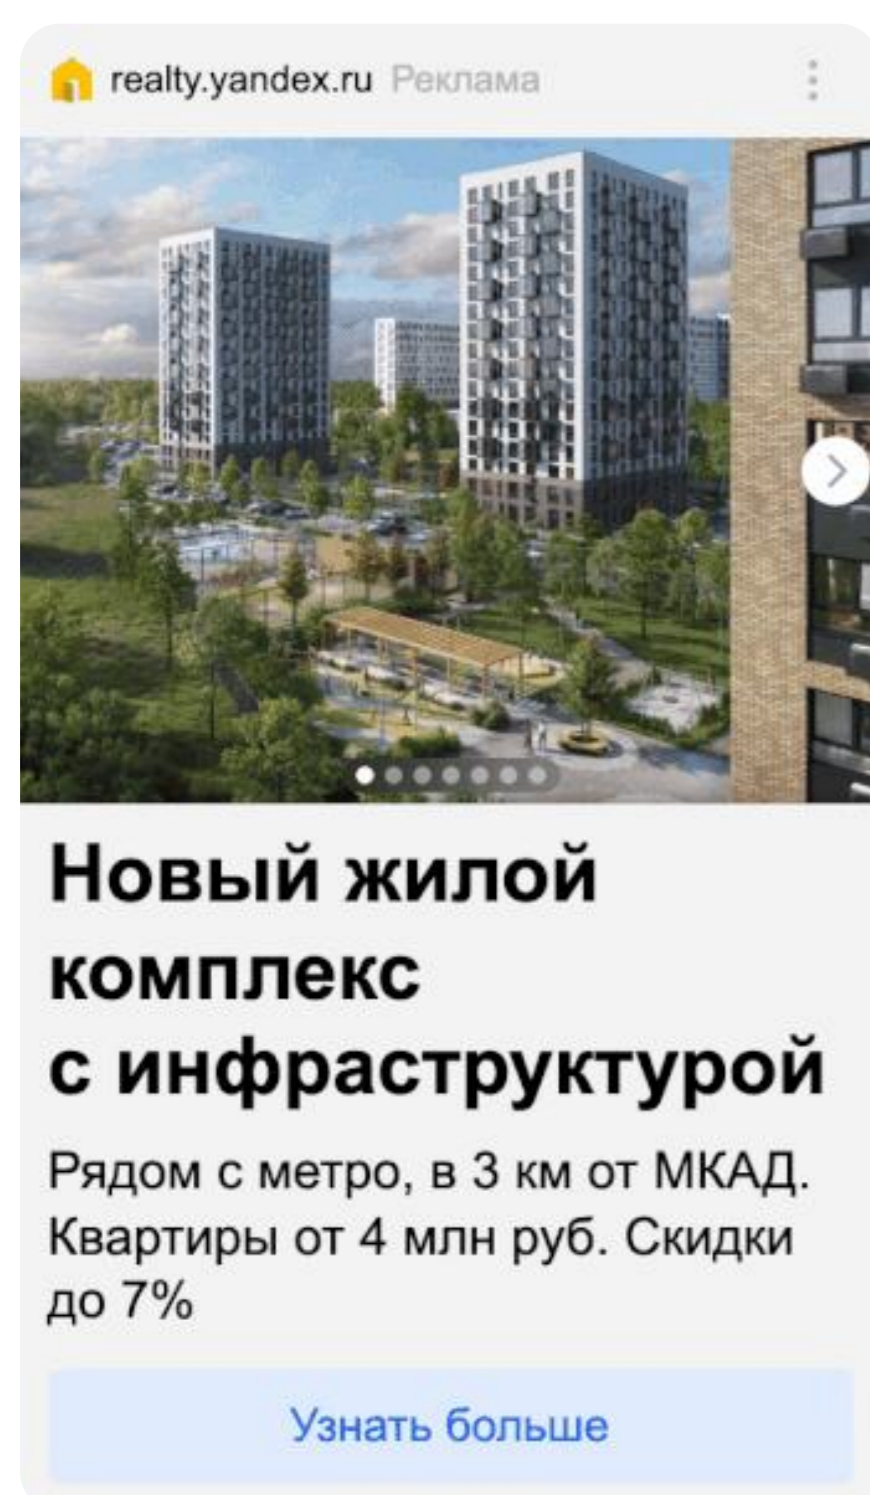 realty.yandex.ru Реклама
Новый жилой
комплекс
с инфраструктурой
Рядом с метро, в 3 км от МКАД.
Квартиры от 4 млн руб. Скидки
до 7%
Узнать больше